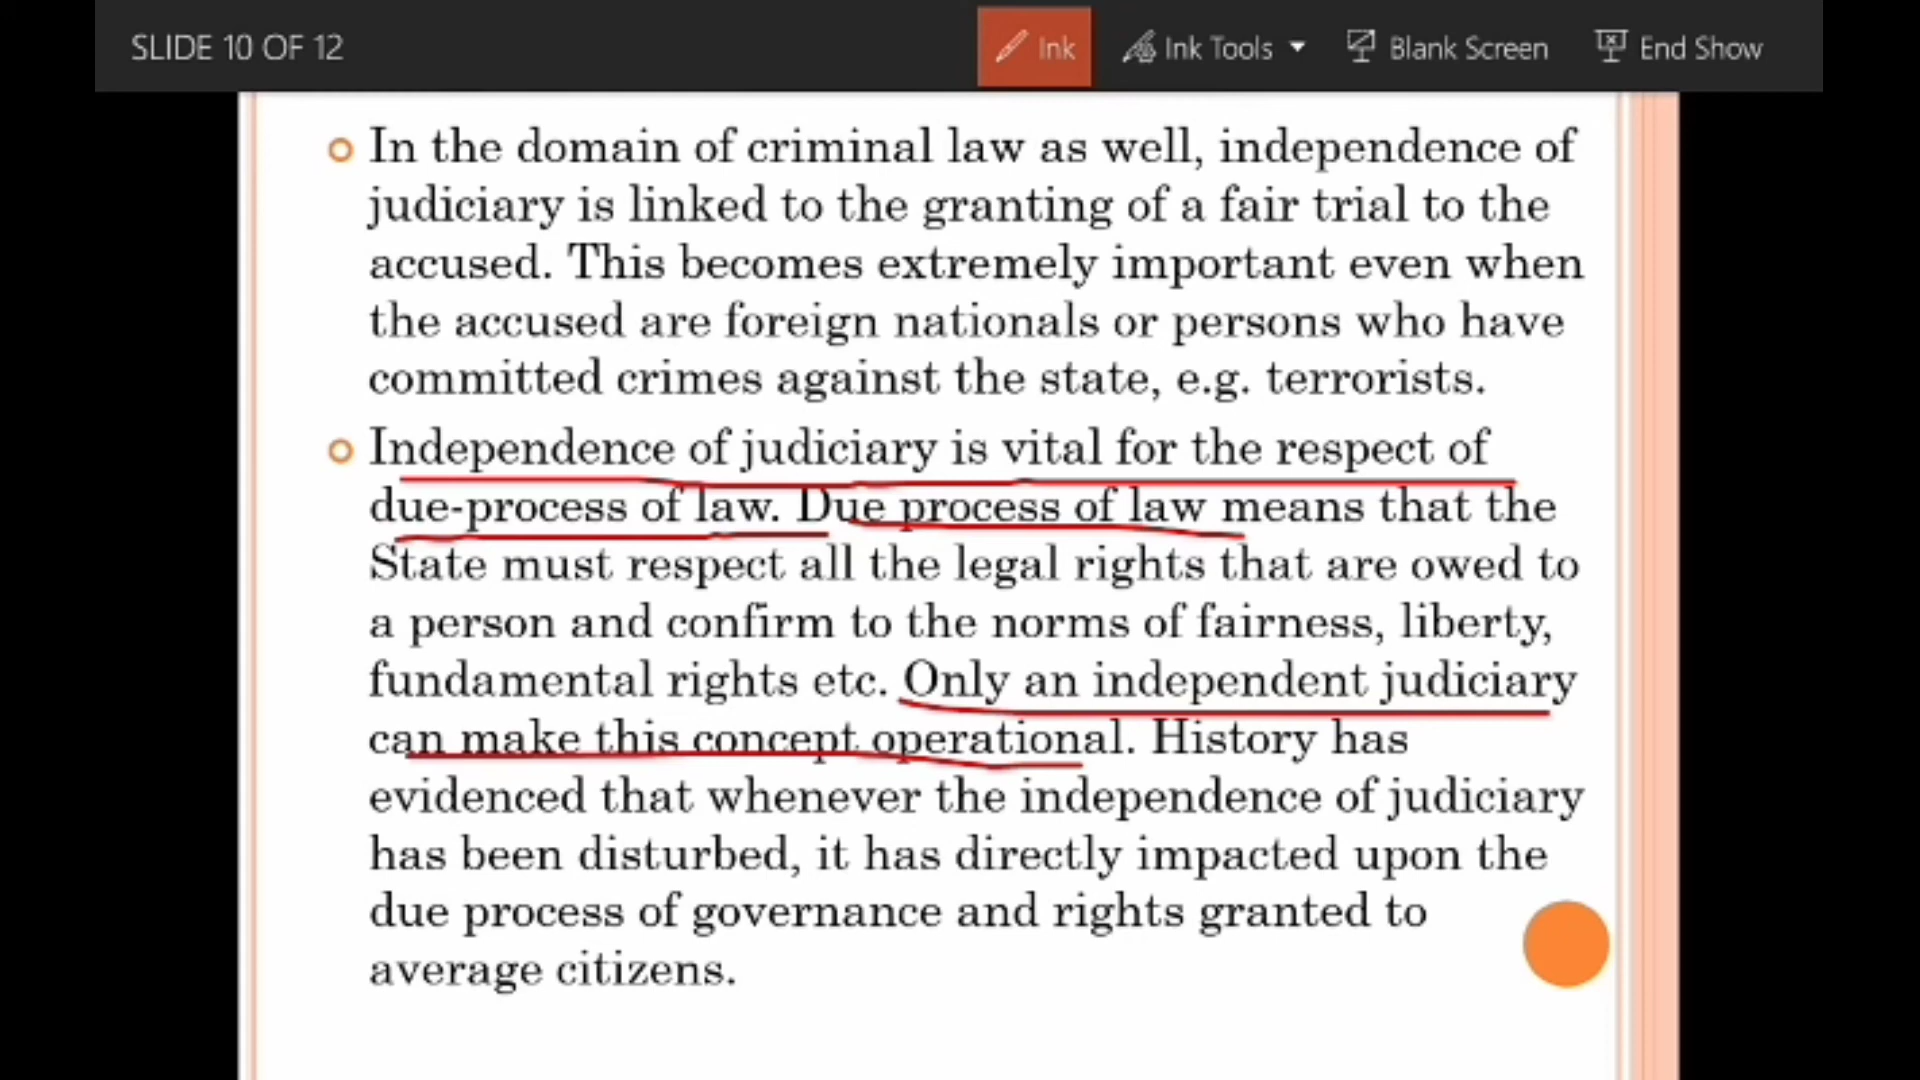 SLIDE 10 OF 12
Ink
Ink Tools
Blank Screen
End Show
In the domain of criminal law as well, independence of
judiciary is linked to the granting of a fair trial to the
accused. This becomes extremely important even when
the accused are foreign nationals or persons who have
committed crimes against the state, e.g. terrorists.
Independence of judiciary is vital for the respect of
due-process of law. Due process of law means that the
State must respect all the legal rights that are owed to
a person and confirm to the norms of fairness, liberty,
fundamental rights etc. Only an independent judiciary
can make this concept operational. History has
evidenced that whenever the independence of judiciary
has been disturbed, it has directly impacted upon the
due process of governance and rights granted to
average citizens.